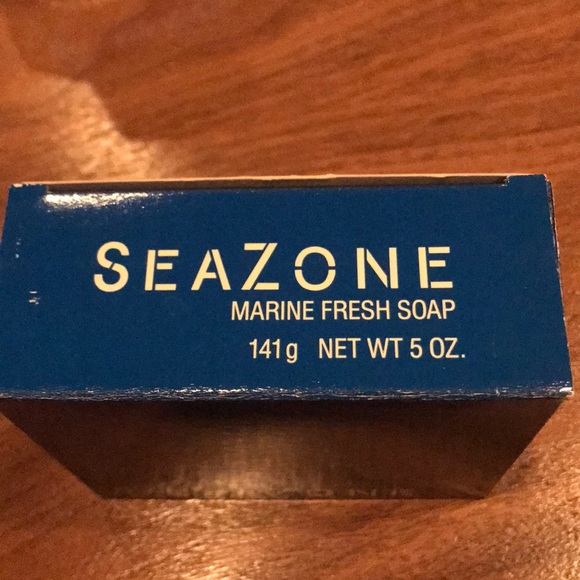 SEAZONE
MARINE FRESH SOAP
141g NET WT 5 OZ.